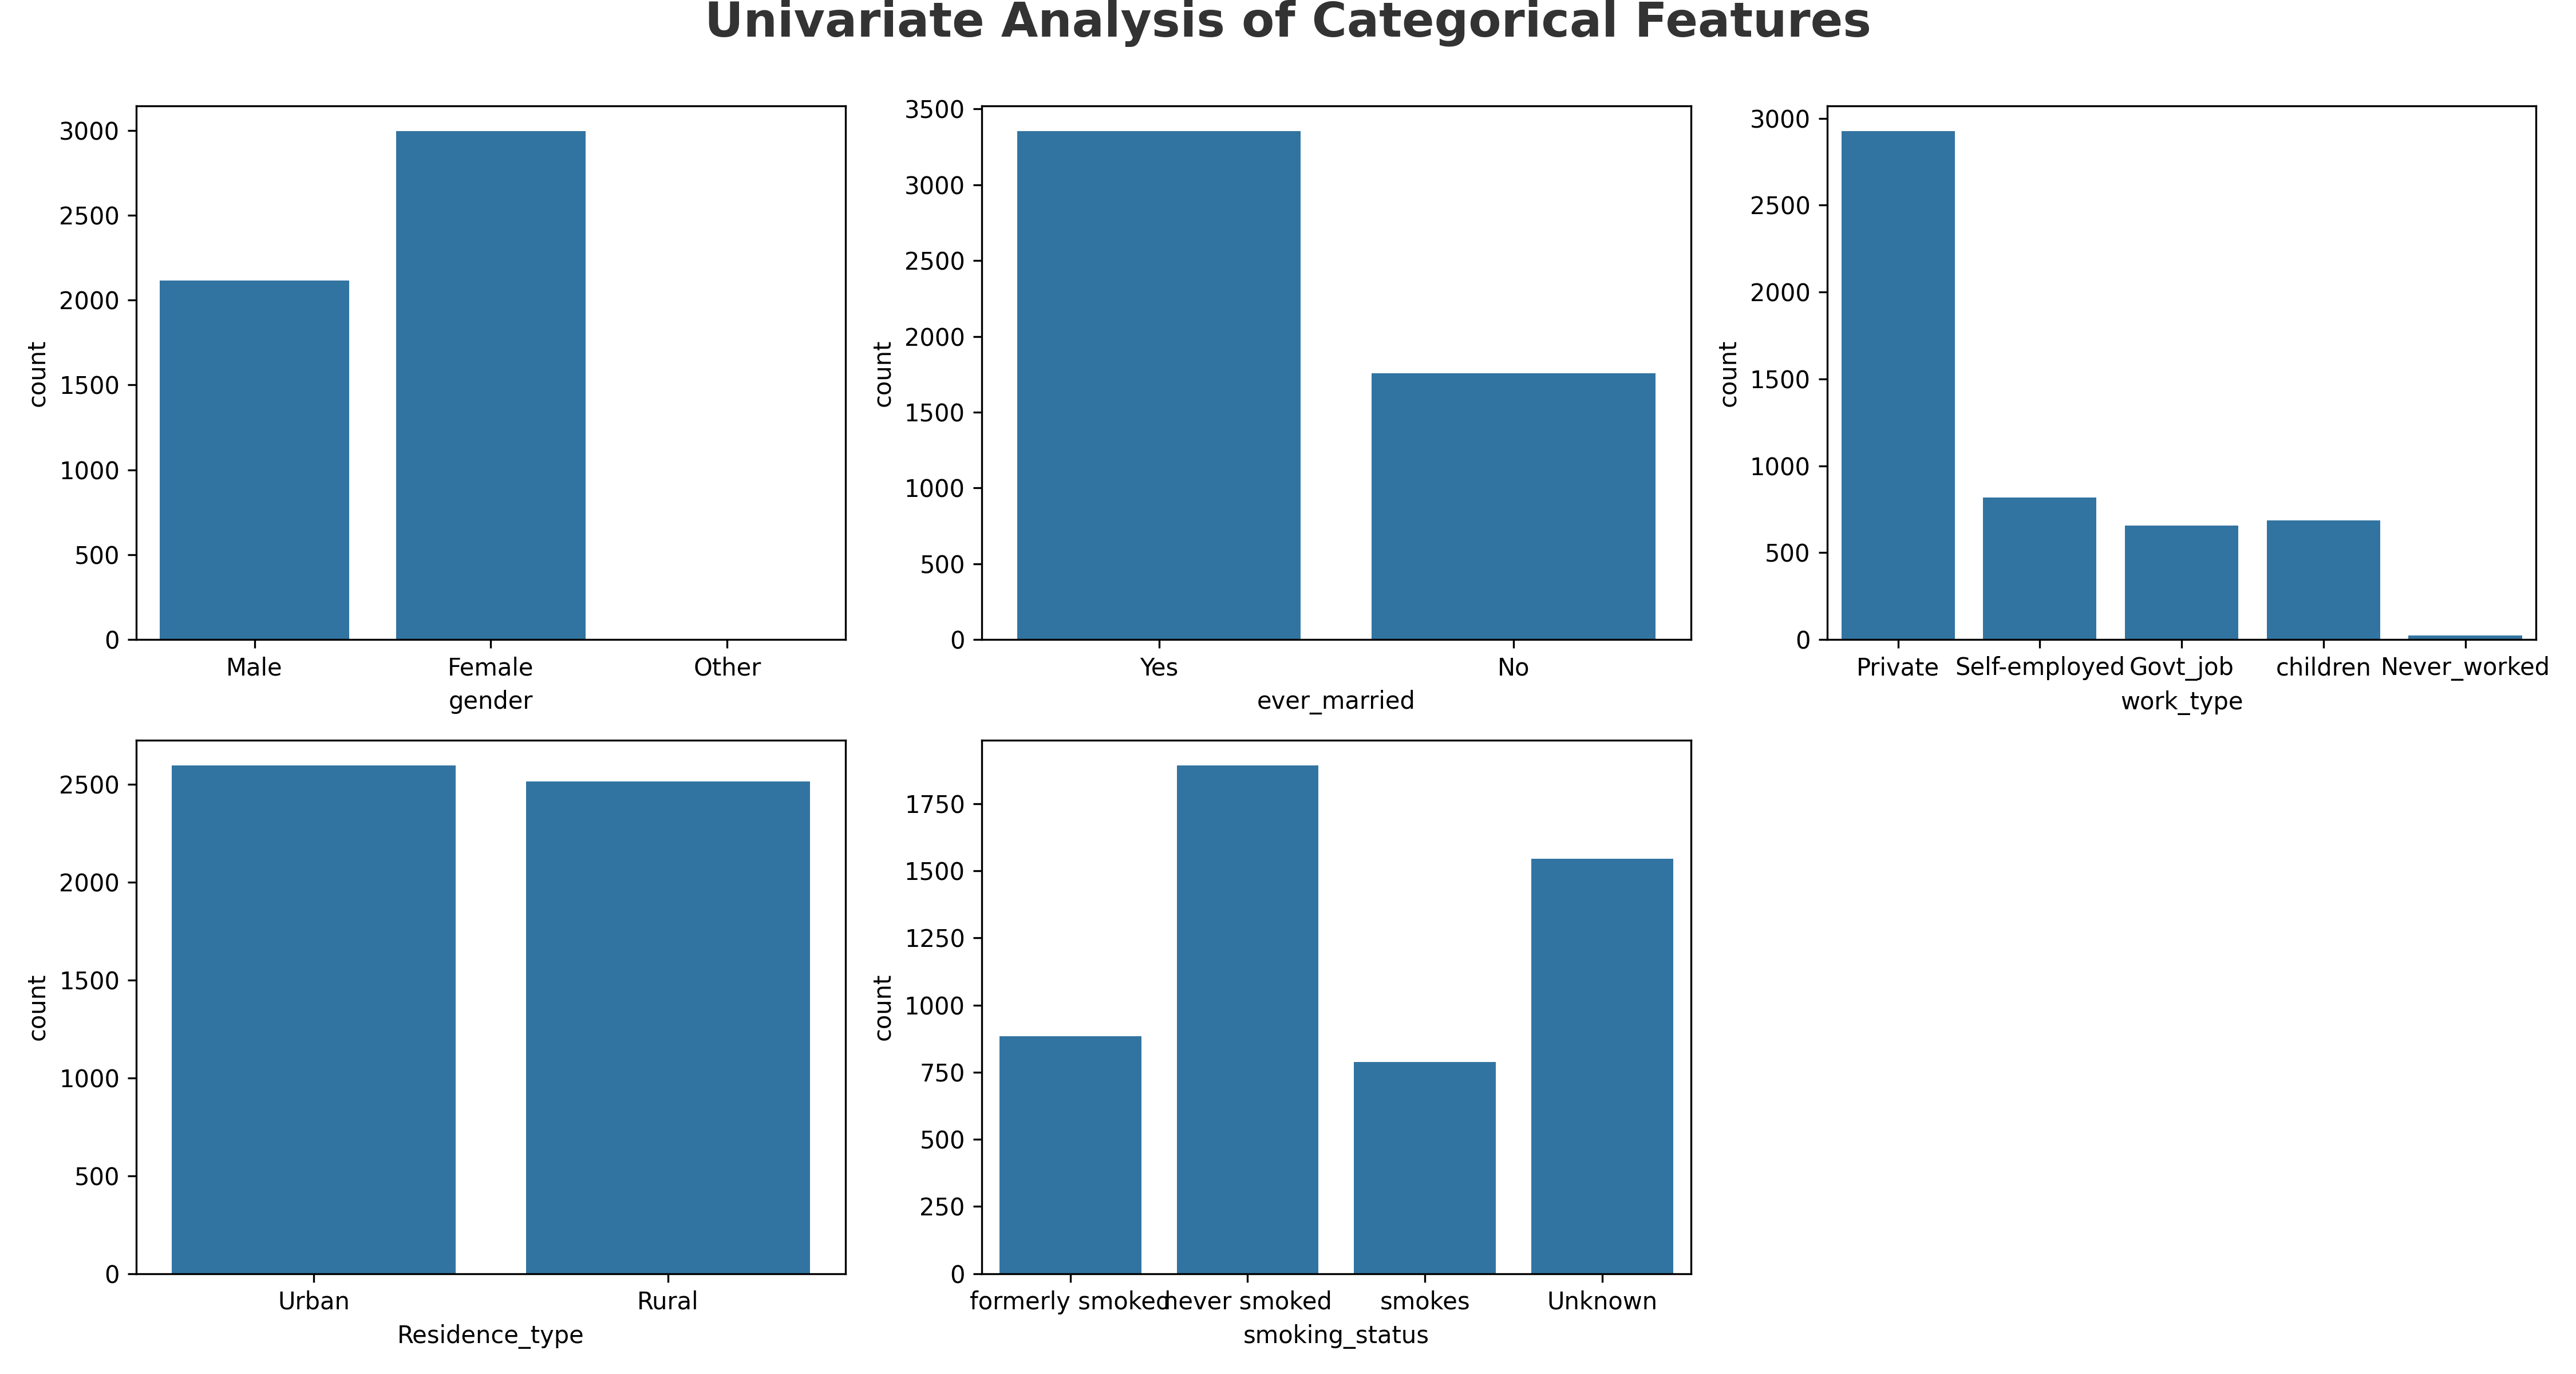 Univariate Analysis of Categorical Features
3000
2500
2000
1500
1000
500
0
count
Male Female Other
gender
3500
3000
2500
2000
1500
1000
500
0
count
Yes No
ever_married
3000
2500
2000
1500
1000
500
0
count
Private Self-employed Govt_job children Never_worked
work_type
2500
2000
1500
1000
500
0
count
Urban Rural
Residence_type
1750
1500
1250
1000
750
500
250
0
count
formerly smoked never smoked smokes Unknown
smoking_status